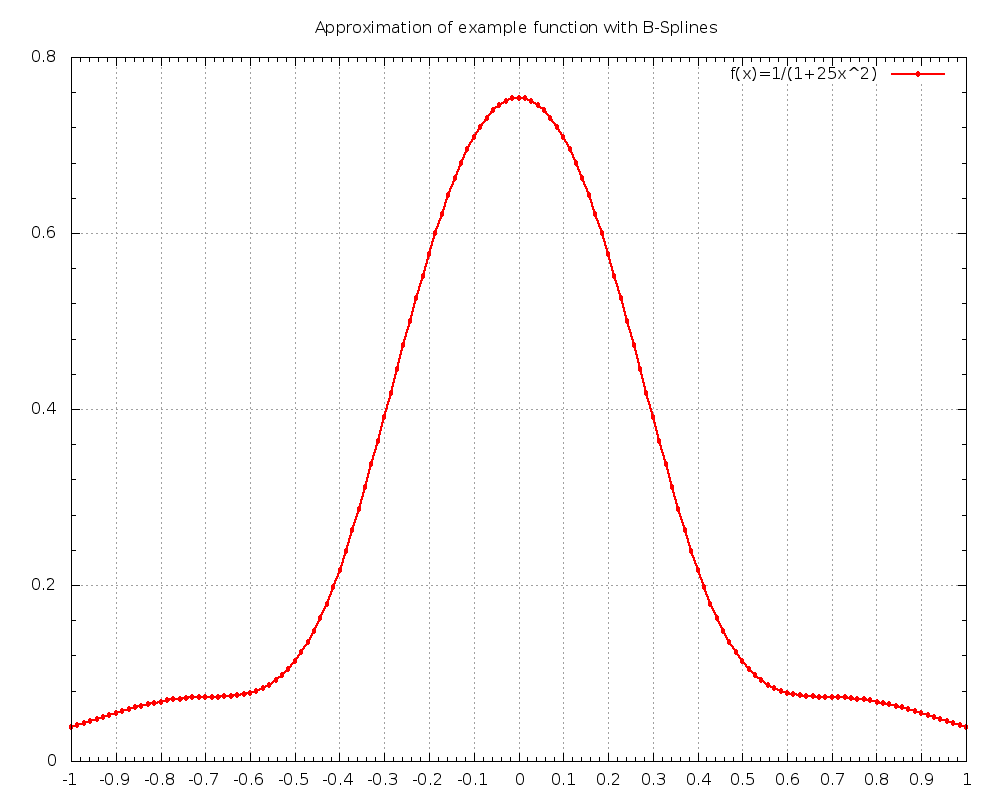 Approximation of example function with B-Splines
f(x)=1/(1+25x^2)
0.8
0.6
0.4
0.2
0
-1 -0.9 -0.8 -0.7 -0.6 -0.5 -0.4 -0.3 -0.2 -0.1 0 0.1 0.2 0.3 0.4 0.5 0.6 0.7 0.8 0.9 1